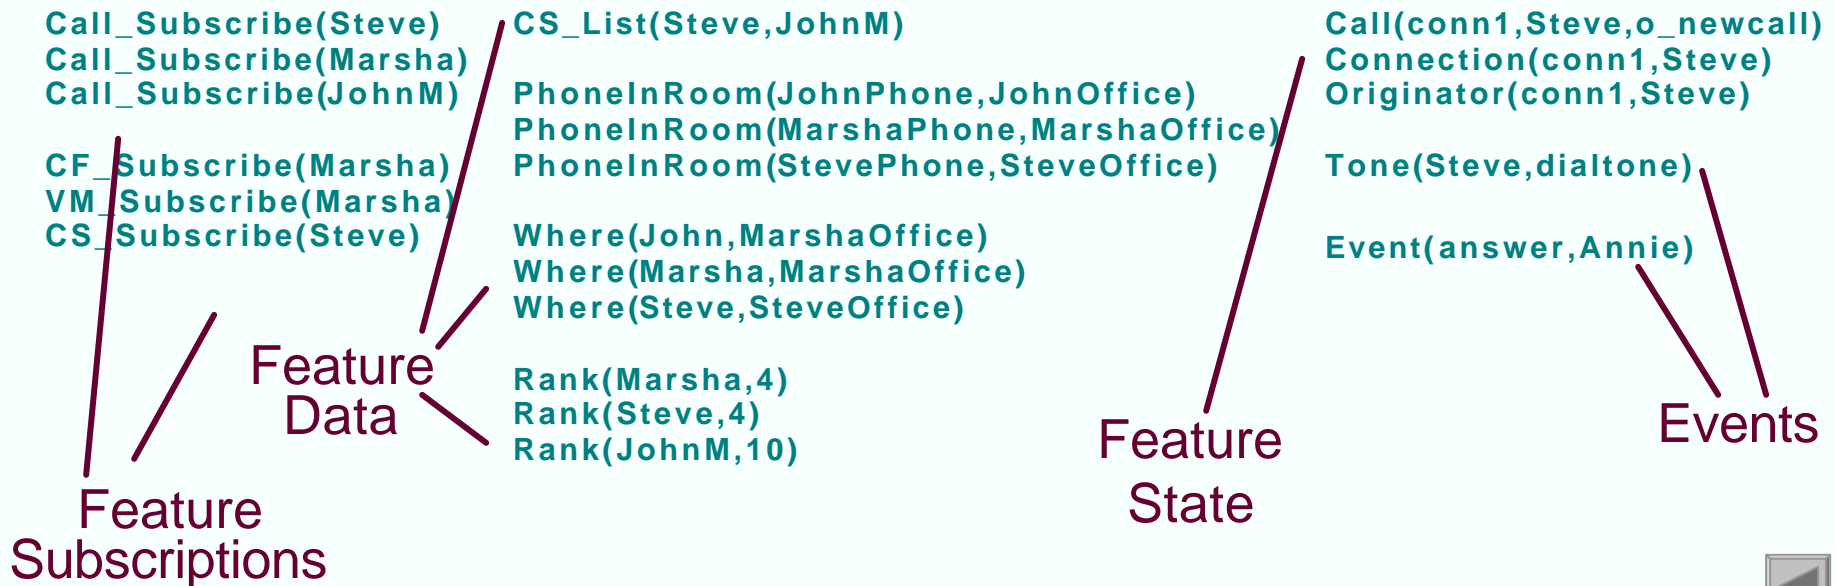 Call_Subscribe(Steve)
Call_Subscribe(Marsha)
Call_Subscribe(JohnM)
CF_Subscribe(Marsha)
VM_Subscribe(Marsha)
CS_Subscribe(Steve)
Feature
Subscriptions
CS_List(Steve,JohnM)
PhoneInRoom(JohnPhone,JohnOffice)
PhoneInRoom(MarshaPhone,MarshaOffice)
PhoneInRoom(StevePhone,SteveOffice)
Where(John,MarshaOffice)
Where(Marsha,MarshaOffice)
Where(Steve,SteveOffice)
Rank(Marsha,4)
Rank(Steve,4)
Rank(JohnM,10)
Feature
Data
Call(conn1,Steve,o_newcall)
Connection(conn1,Steve)
Originator(conn1,Steve)
Tone(Steve,dialtone)
Event(answer,Annie)
Feature
State
Events